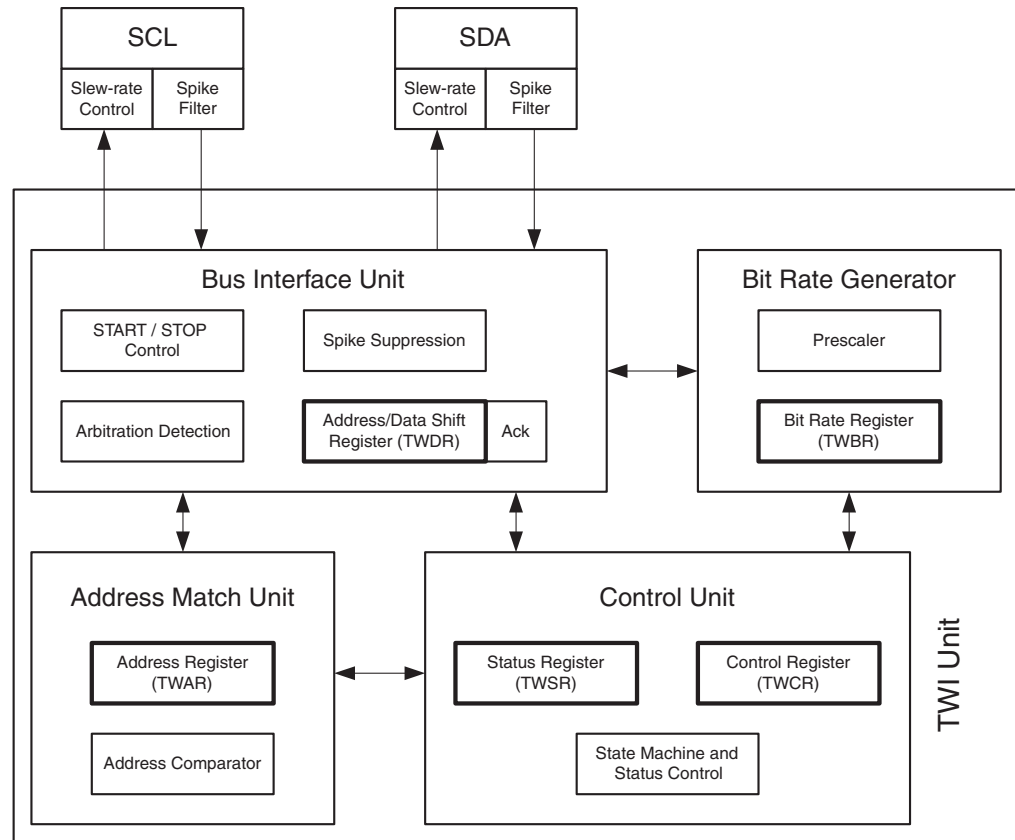 SCL
Slew-rate
Control
Spike
Filter
SDA
Slew-rate
Control
Spike
Filter
Bus Interface Unit
START / STOP
Control
Spike Suppression
Arbitration Detection
Address/Data Shift
Register (TWDR)
Ack
Bit Rate Generator
Prescaler
Bit Rate Register
(TWBR)
Address Match Unit
Address Register
(TWAR)
Address Comparator
Control Unit
Status Register
(TWSR)
Control Register
(TWCR)
State Machine and
Status Control
TWI Unit